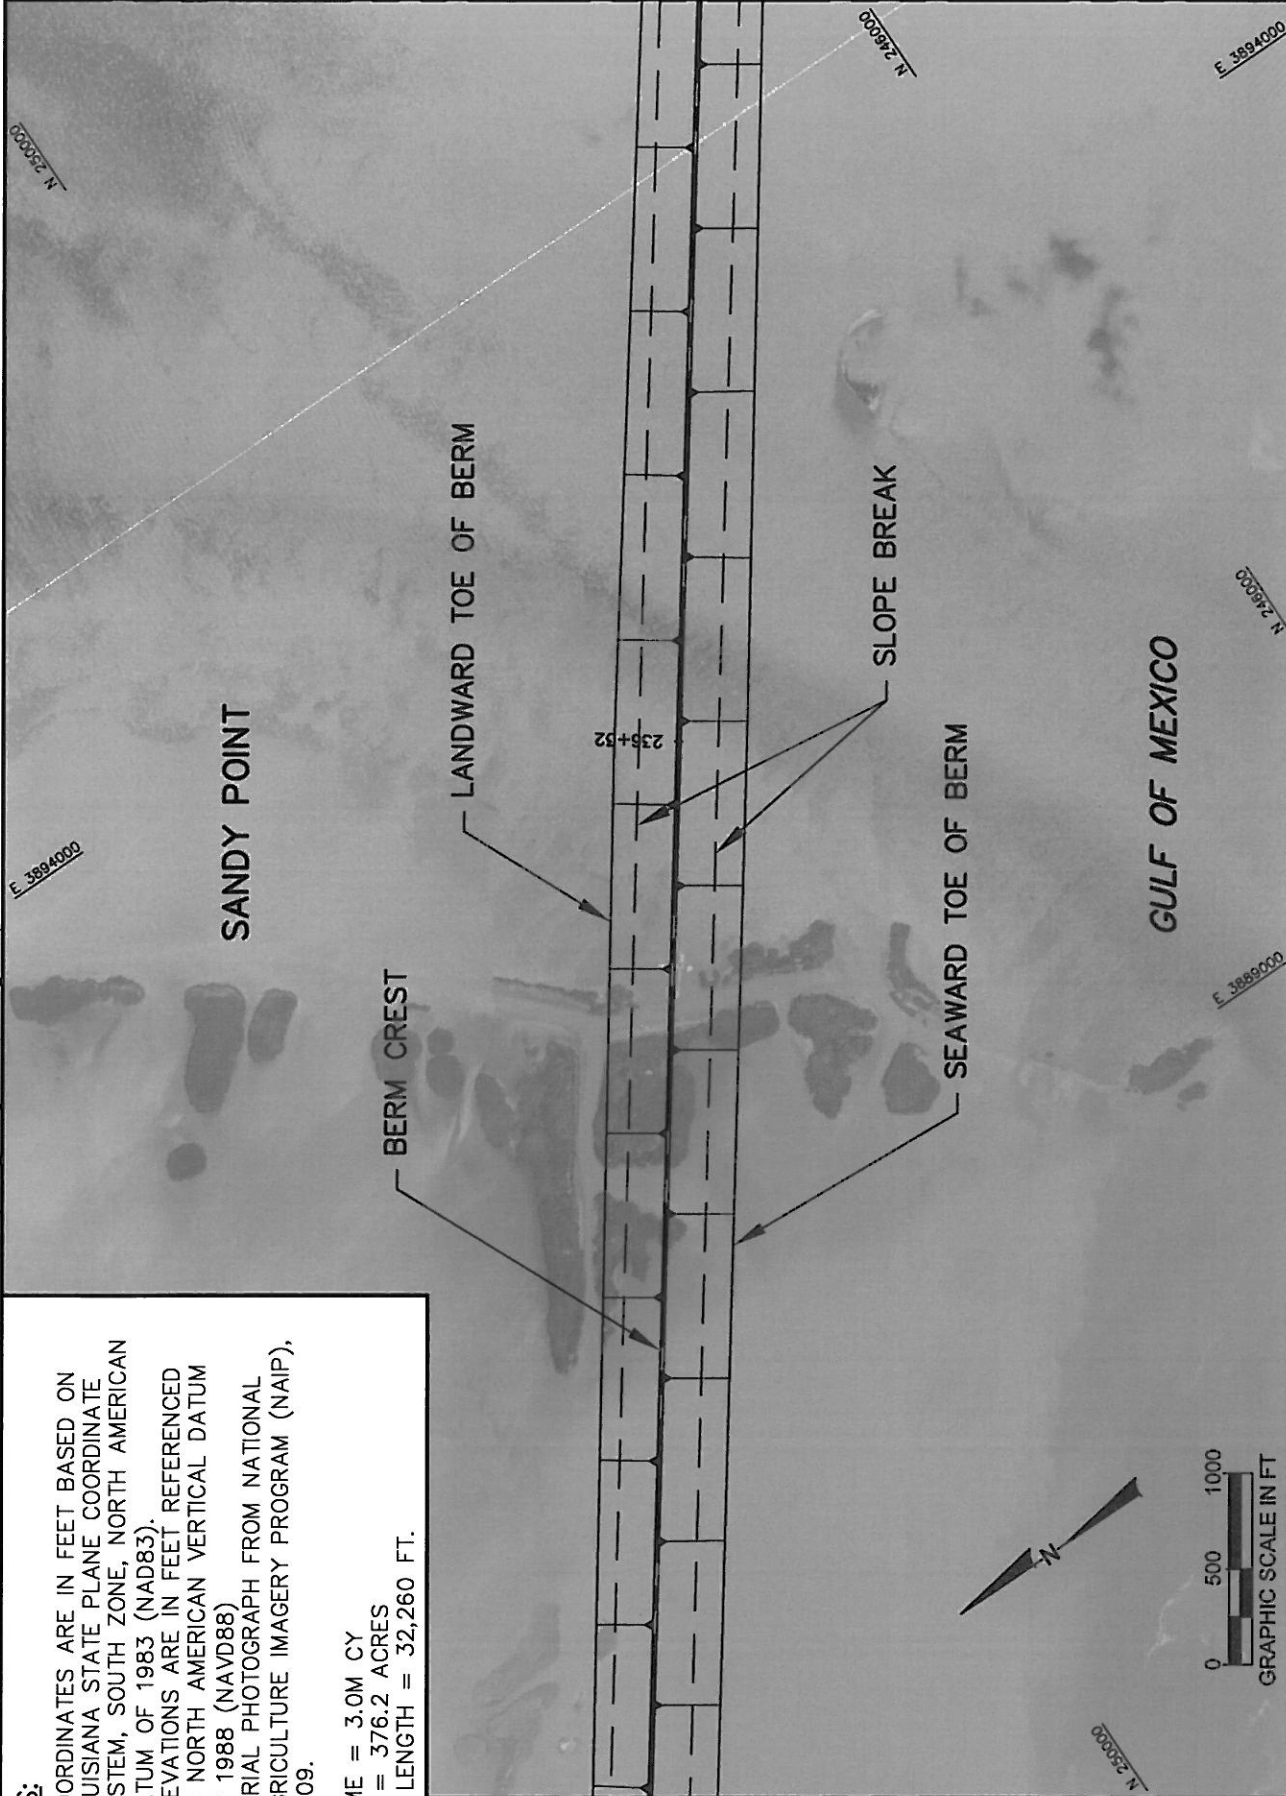 S:
ORDINATES ARE IN FEET BASED ON
UISIANA STATE PLANE COORDINATE
STEM, SOUTH ZONE, NORTH AMERICAN
TUM OF 1983 (NAD83).
EVATIONS ARE IN FEET REFERENCED
NORTH AMERICAN VERTICAL DATUM
1988 (NAVD88)
RIAL PHOTOGRAPH FROM NATIONAL
RICULTURE IMAGERY PROGRAM (NAIP),
09.
ME = 3.0M CY
= 376.2 ACRES
LENGTH = 32,260 FT.
E 3894000
N 250000
SANDY POINT
BERM CREST
LANDWARD TOE OF BERM
236+32
SLOPE BREAK
SEAWARD TOE OF BERM
N 246000
E 3894000
N 246000
GULF OF MEXICO
E 3889000
N
0 500 1000
GRAPHIC SCALE IN FT
N 250000